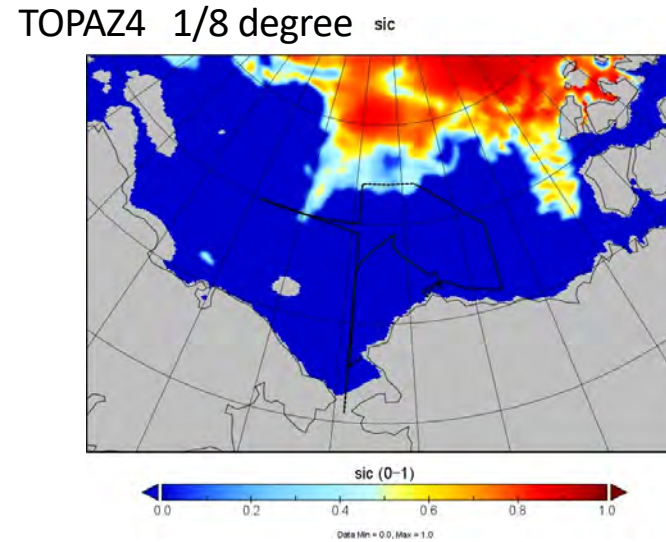 TOPAZ4 1/8 degree sic
sic (0-1)
0.0 0.2 0.4 0.6 0.8 1.0
Data Min = 0.0, Max = 1.0